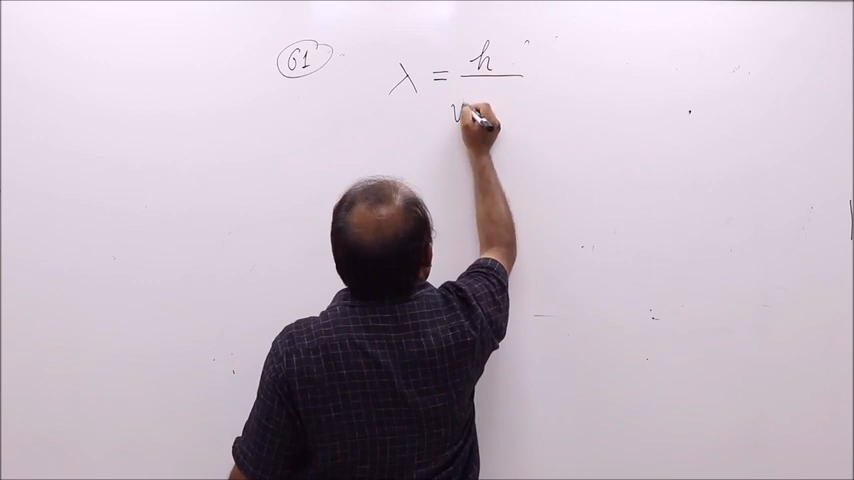 61
λ = h